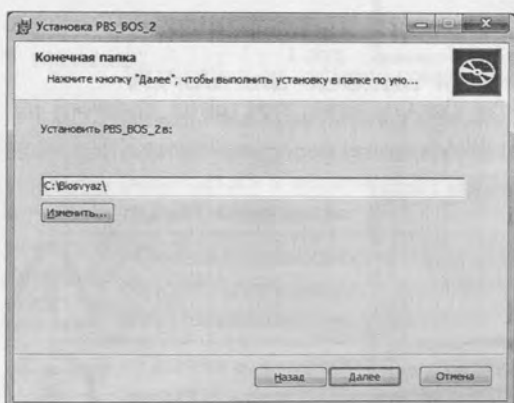 Установка PBS_BOS_2
Конечная папка
Нажмите кнопку "Далее", чтобы выполнить установку в папке по умо...
Установить PBS_BOS_2 в:
C:\Biosvyaz\
Изменить...
Назад
Далее
Отмена